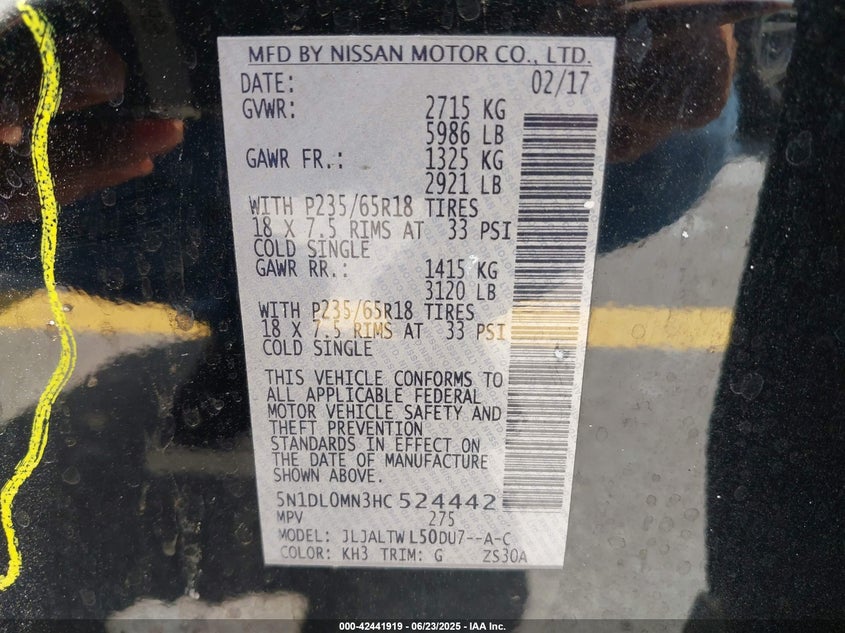 MFD BY NISSAN MOTOR CO., LTD.
DATE: 02/17
GVWR: 2715 KG
5986 LB
GAWR FR.: 1325 KG
2921 LB
WITH P235/65R18 TIRES
18 X 7.5 RIMS AT 33 PSI
COLD SINGLE
GAWR RR.: 1415 KG
3120 LB
WITH P235/65R18 TIRES
18 X 7.5 RIMS AT 33 PSI
COLD SINGLE
THIS VEHICLE CONFORMS TO
ALL APPLICABLE FEDERAL
MOTOR VEHICLE SAFETY AND
THEFT PREVENTION
STANDARDS IN EFFECT ON
THE DATE OF MANUFACTURE
SHOWN ABOVE.
5N1DL0MN3HC524442
MPV 275
MODEL: JLJALTWL50DU7--A-C
COLOR: KH3 TRIM: G ZS30A
000-42441919 - 06/23/2025 - IAA Inc.